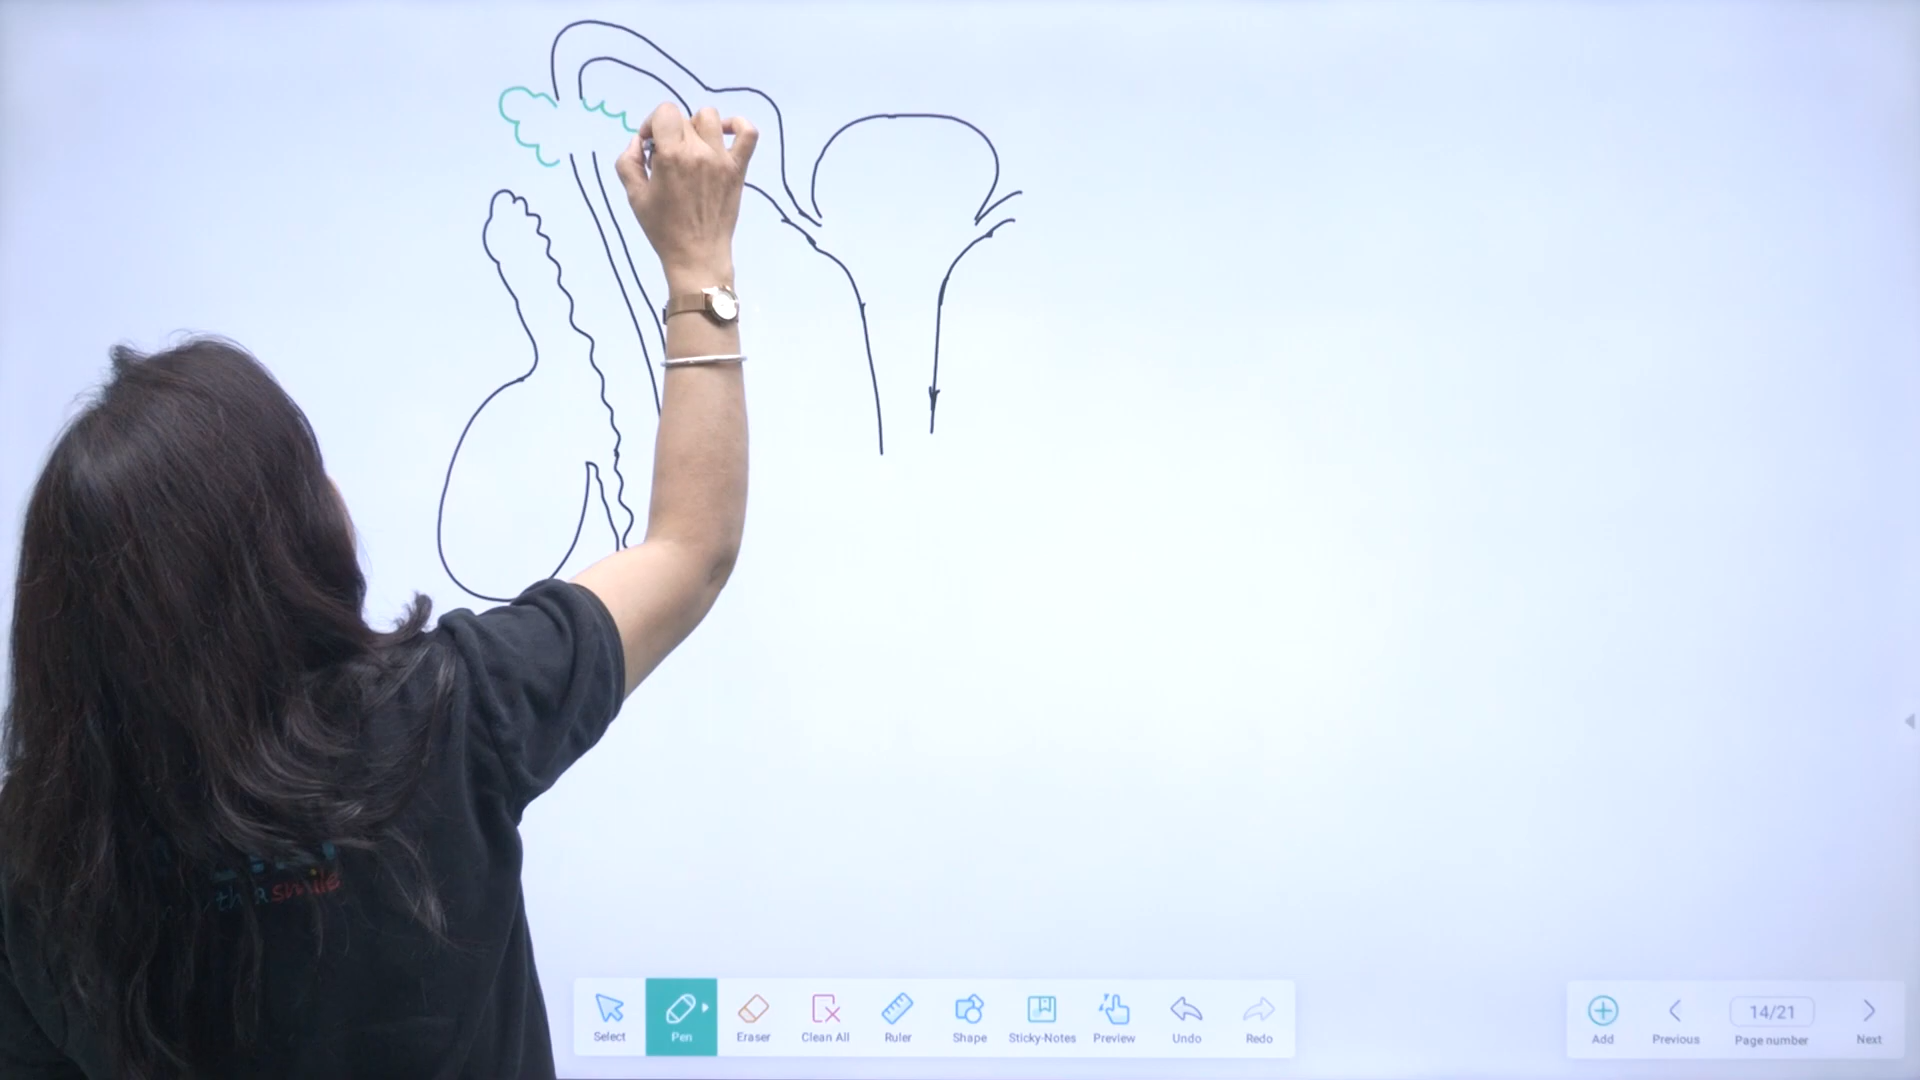 th a smile
Select
Pen
Eraser
Clean All
Ruler
Shape
Sticky-Notes
Preview
Undo
Redo
Add
Previous
14/21
Page number
Next